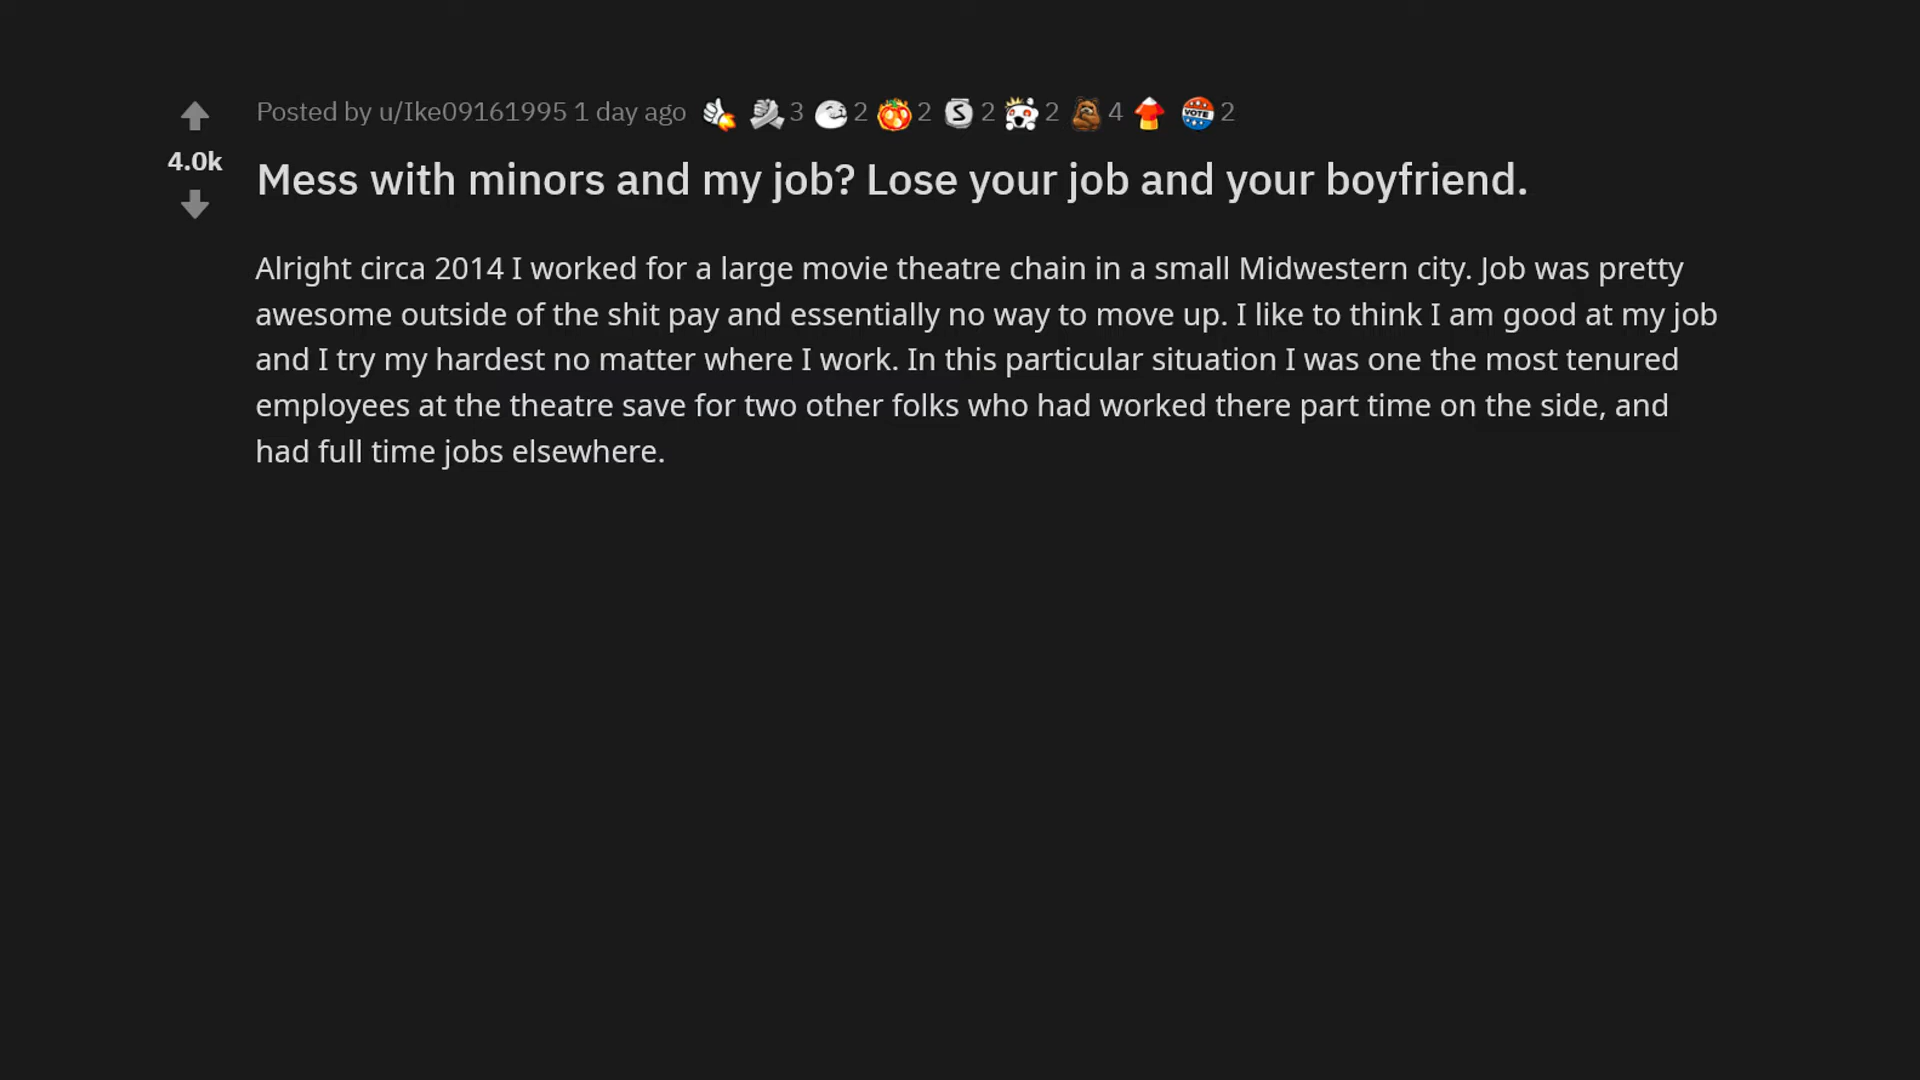 Posted by u/Ike09161995 1 day ago 3 2 2 S 2 2 4 VOTE 2
4.0k
Mess with minors and my job? Lose your job and your boyfriend.
Alright circa 2014 I worked for a large movie theatre chain in a small Midwestern city. Job was pretty
awesome outside of the shit pay and essentially no way to move up. I like to think I am good at my job
and I try my hardest no matter where I work. In this particular situation I was one the most tenured
employees at the theatre save for two other folks who had worked there part time on the side, and
had full time jobs elsewhere.